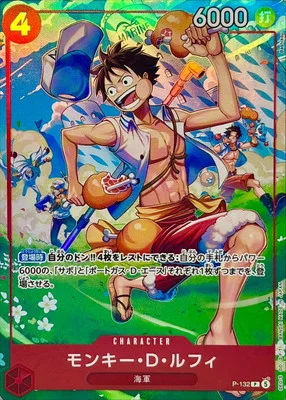 4
6000
打
登場時 自分のドン!!4枚をレストにできる:自分の手札からパワー
6000の、「サボ」と「ポートガス・D・エース」それぞれ1枚ずつまでを、登
場させる。
CHARACTER
モンキー・D・ルフィ
海軍
P-132 P